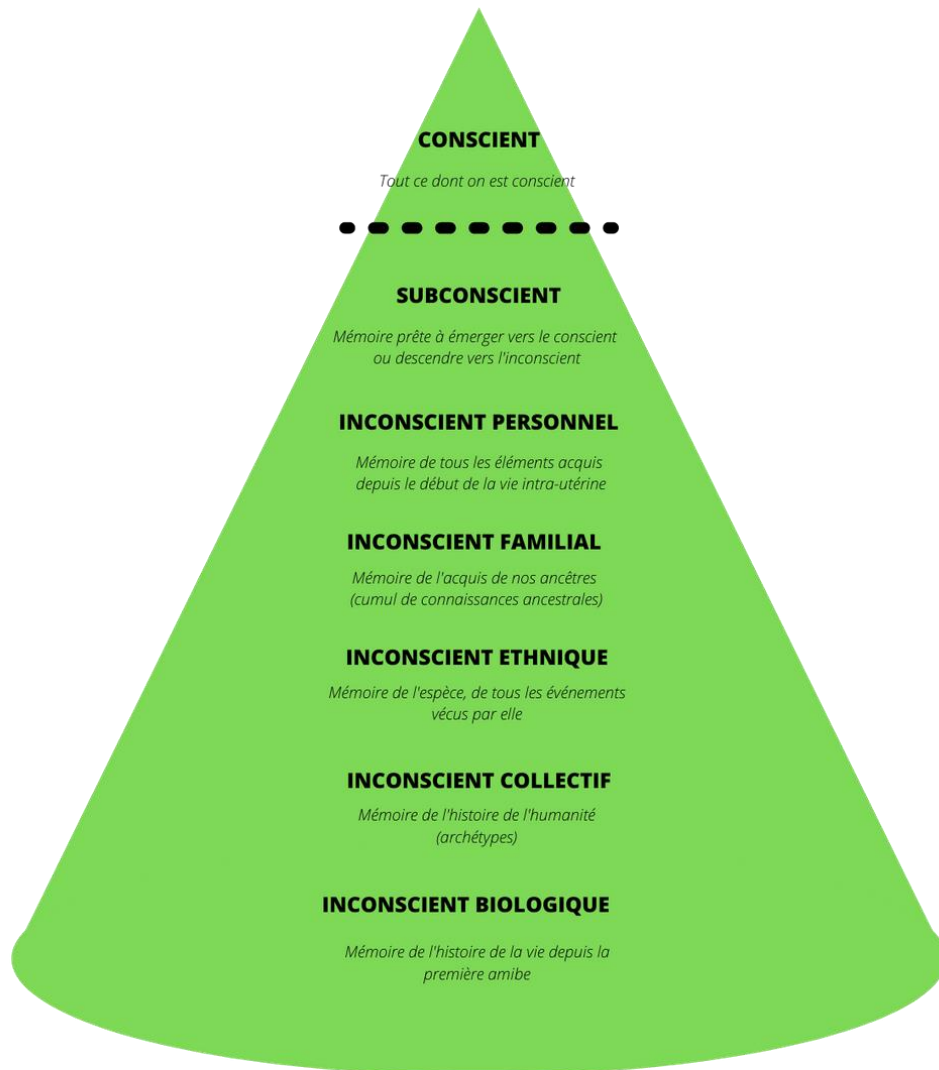 CONSCIENT
Tout ce dont on est conscient
SUBCONSCIENT
Mémoire prête à émerger vers le conscient
ou descendre vers l'inconscient
INCONSCIENT PERSONNEL
Mémoire de tous les éléments acquis
depuis le début de la vie intra-utérine
INCONSCIENT FAMILIAL
Mémoire de l'acquis de nos ancêtres
(cumul de connaissances ancestrales)
INCONSCIENT ETHNIQUE
Mémoire de l'espèce, de tous les événements
vécus par elle
INCONSCIENT COLLECTIF
Mémoire de l'histoire de l'humanité
(archétypes)
INCONSCIENT BIOLOGIQUE
Mémoire de l'histoire de la vie depuis la
première amibe